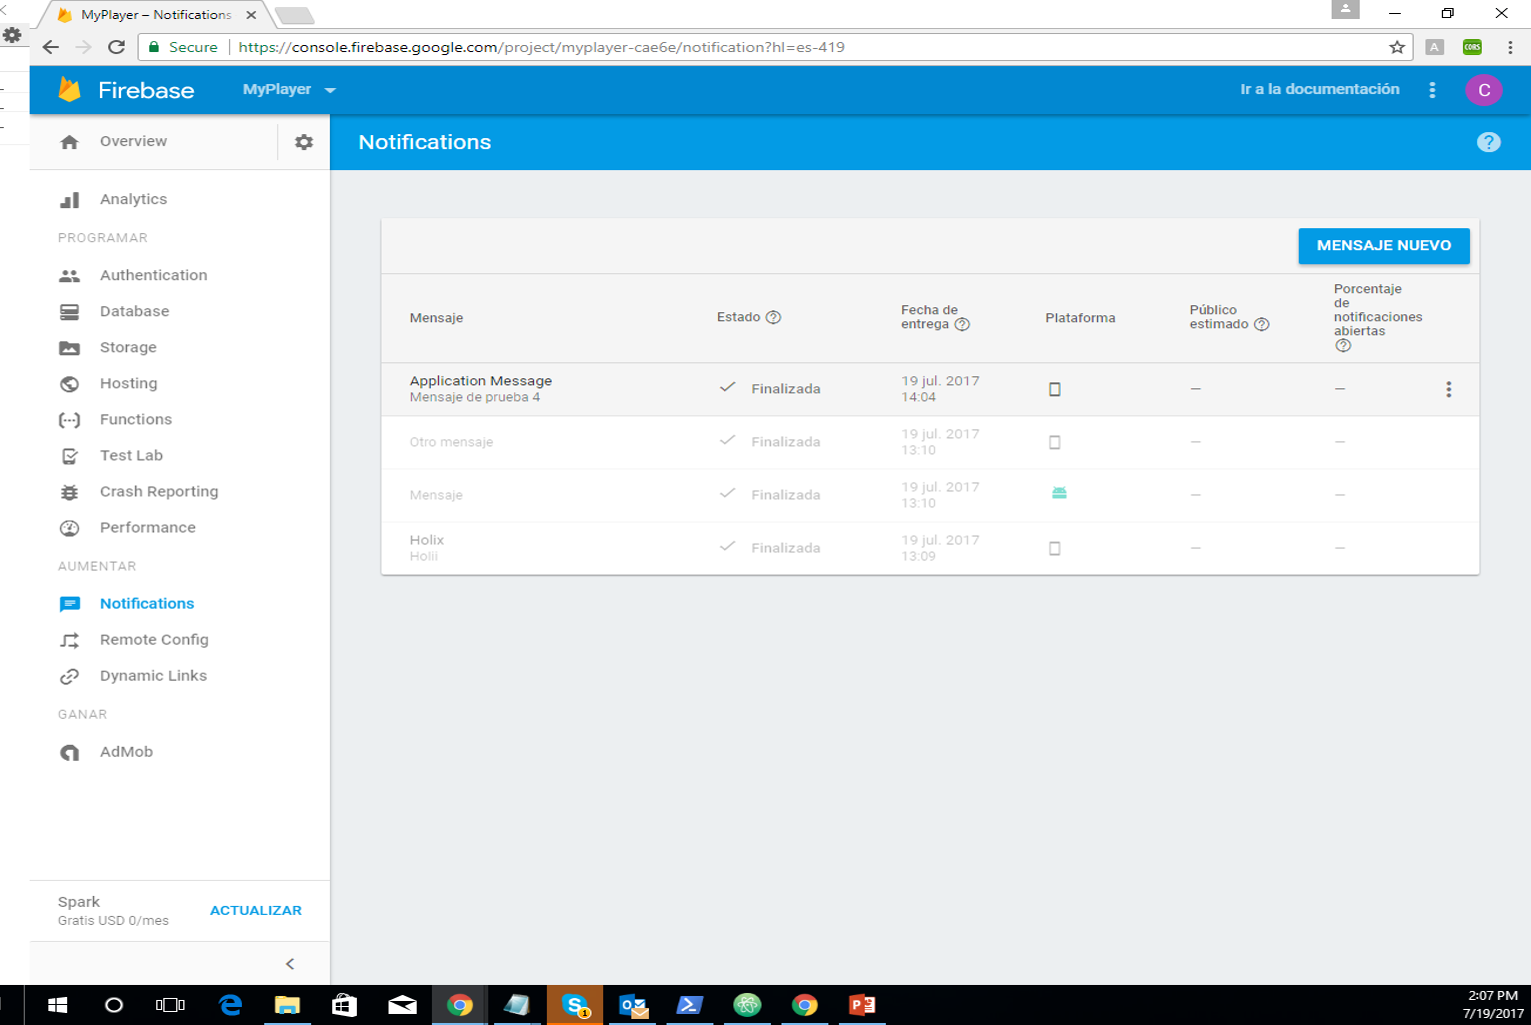 MyPlayer – Notifications
Secure
https://console.firebase.google.com/project/myplayer-cae6e/notification?hl=es-419
A
CORS
Firebase
MyPlayer
Ir a la documentación
C
Overview
Notifications
?
Analytics
PROGRAMAR
Authentication
Database
Storage
Hosting
Functions
Test Lab
Crash Reporting
Performance
AUMENTAR
Notifications
Remote Config
Dynamic Links
GANAR
AdMob
Spark
Gratis USD 0/mes
ACTUALIZAR
MENSAJE NUEVO
Mensaje
Estado ?
Fecha de
entrega ?
Plataforma
Público
estimado ?
Porcentaje
de
notificaciones
abiertas
?
Application Message
Mensaje de prueba 4
Finalizada
19 jul. 2017
14:04
—
—
Otro mensaje
Finalizada
19 jul. 2017
13:10
—
—
Mensaje
Finalizada
19 jul. 2017
13:10
—
—
Holix
Holii
Finalizada
19 jul. 2017
13:09
—
—
2:07 PM
7/19/2017